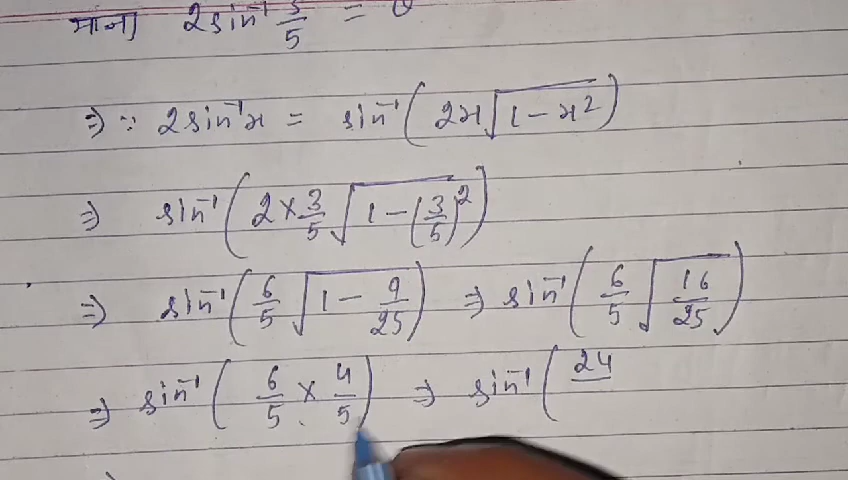 माना 2sin⁻¹ 3/5 = θ
⇒ ∵ 2sin⁻¹x = sin⁻¹(2x√(1-x²))
⇒ sin⁻¹(2×3/5√(1-(3/5)²))
⇒ sin⁻¹(6/5√(1-9/25)) ⇒ sin⁻¹(6/5√(16/25))
⇒ sin⁻¹(6/5×4/5) ⇒ sin⁻¹(24/